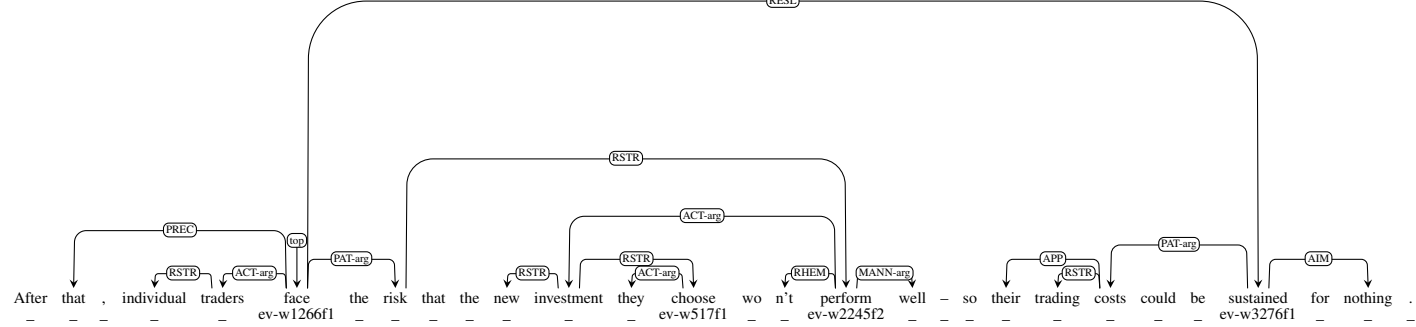 RESL
RSTR
ACT-arg
PREC
top PAT-arg
PAT-arg RSTR APP AIM
RSTR ACT-arg RSTR ACT-arg RHEM MANN-arg RSTR
After that , individual traders face the risk that the new investment they choose wo n't perform well – so their trading costs could be sustained for nothing .
_ _ _ _ _ ev-w1266f1 _ _ _ _ _ _ _ ev-w517f1 _ _ ev-w2245f2 _ _ _ _ _ _ _ _ ev-w3276f1 _ _ _